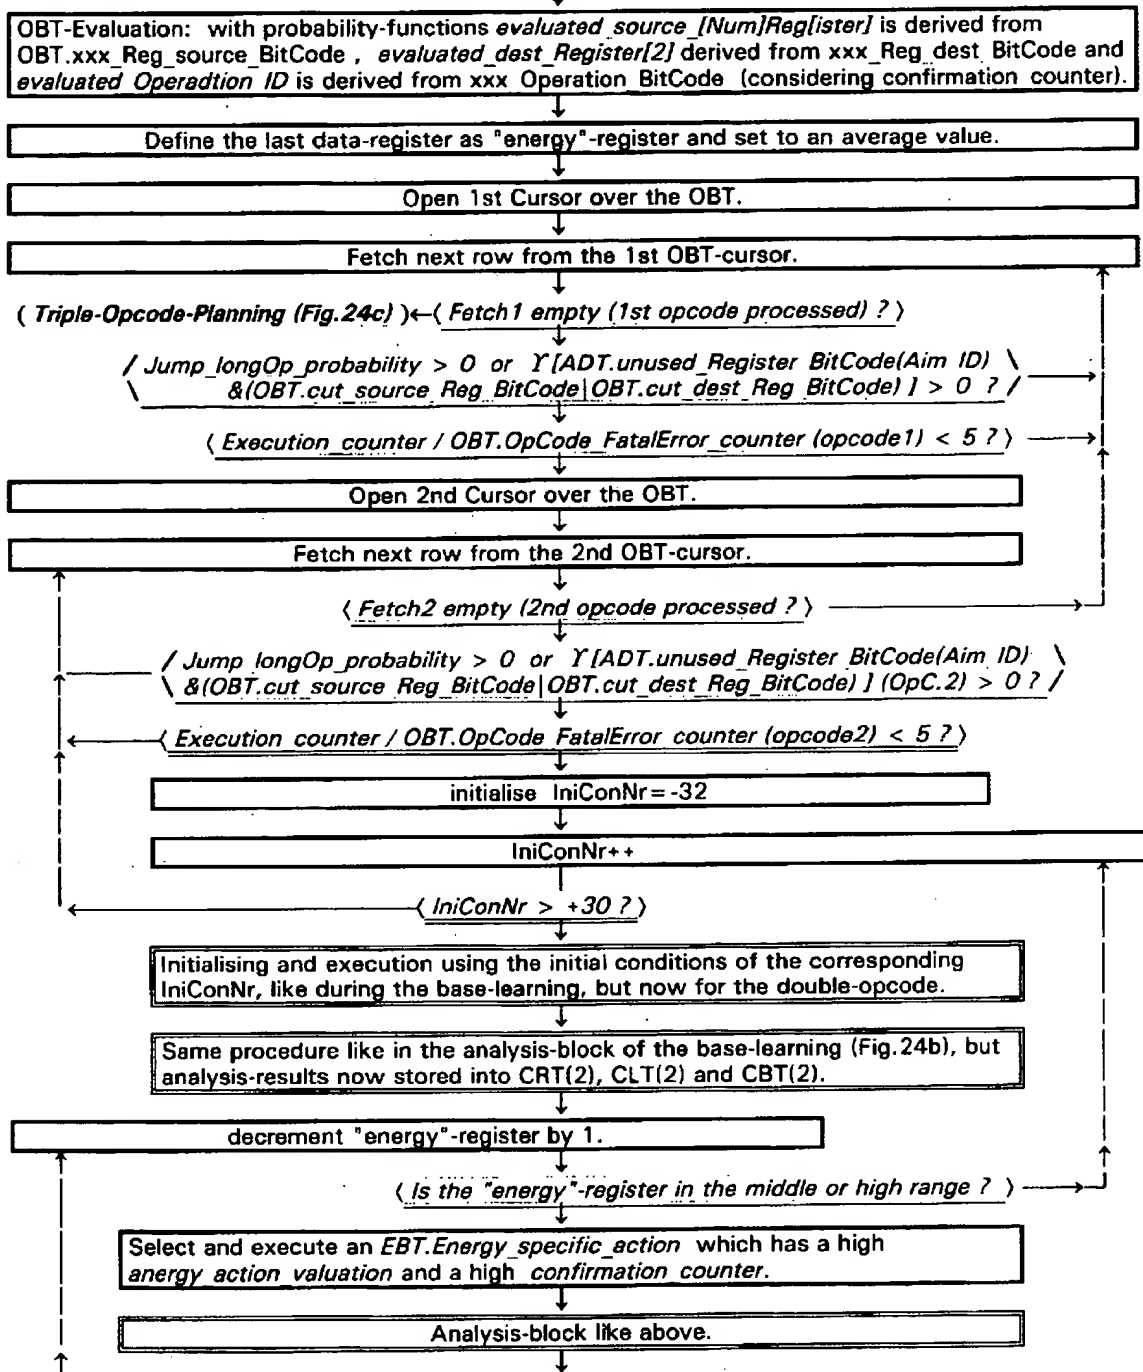 OBT-Evaluation: with probability-functions evaluated_source_[Num]Reg[ister] is derived from
OBT.xxx_Reg_source_BitCode , evaluated_dest_Register[2] derived from xxx_Reg_dest_BitCode and
evaluated Operadtion ID is derived from xxx_Operation_BitCode (considering confirmation counter).
Define the last data-register as "energy"-register and set to an average value.
Open 1st Cursor over the OBT.
Fetch next row from the 1st OBT-cursor.
( Triple-Opcode-Planning (Fig.24c) )←⟨ Fetch1 empty (1st opcode processed) ? ⟩
/ Jump_longOp_probability > 0 or ϒ[ADT.unused_Register_BitCode(Aim_ID) \
\ &(OBT.cut_source_Reg_BitCode|OBT.cut_dest_Reg_BitCode) ] > 0 ? /
⟨ Execution_counter / OBT.OpCode_FatalError_counter (opcode1) < 5 ? ⟩
Open 2nd Cursor over the OBT.
Fetch next row from the 2nd OBT-cursor.
⟨ Fetch2 empty (2nd opcode processed ? ⟩
/ Jump_longOp_probability > 0 or ϒ[ADT.unused_Register_BitCode(Aim_ID) \
\ &(OBT.cut_source_Reg_BitCode|OBT.cut_dest_Reg_BitCode) ] (OpC.2) > 0 ? /
⟨ Execution_counter / OBT.OpCode_FatalError_counter (opcode2) < 5 ? ⟩
initialise IniConNr=-32
IniConNr++
⟨ IniConNr > +30 ? ⟩
Initialising and execution using the initial conditions of the corresponding
IniConNr, like during the base-learning, but now for the double-opcode.
Same procedure like in the analysis-block of the base-learning (Fig.24b), but
analysis-results now stored into CRT(2), CLT(2) and CBT(2).
decrement "energy"-register by 1.
⟨ Is the "energy"-register in the middle or high range ? ⟩
Select and execute an EBT.Energy_specific_action which has a high
anergy_action_valuation and a high confirmation_counter.
Analysis-block like above.